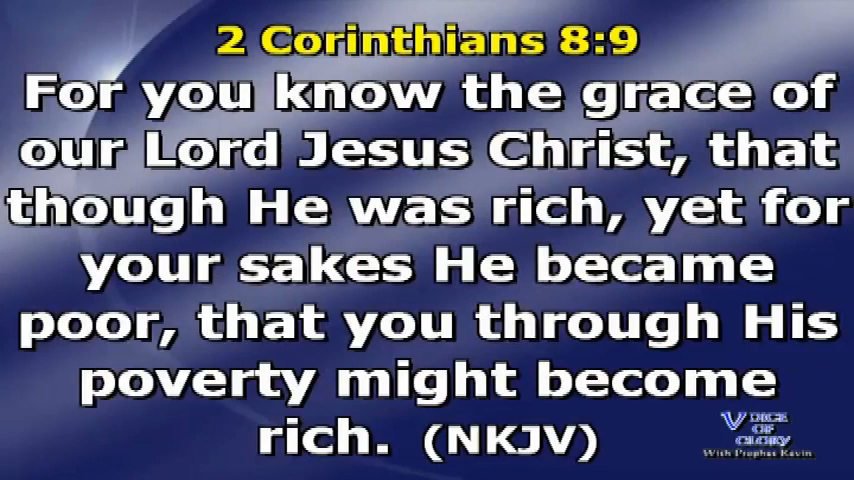 2 Corinthians 8:9
For you know the grace of
our Lord Jesus Christ, that
though He was rich, yet for
your sakes He became
poor, that you through His
poverty might become
rich. (NKJV)
VOICE
OF
GLORY
With Prophet Kevin